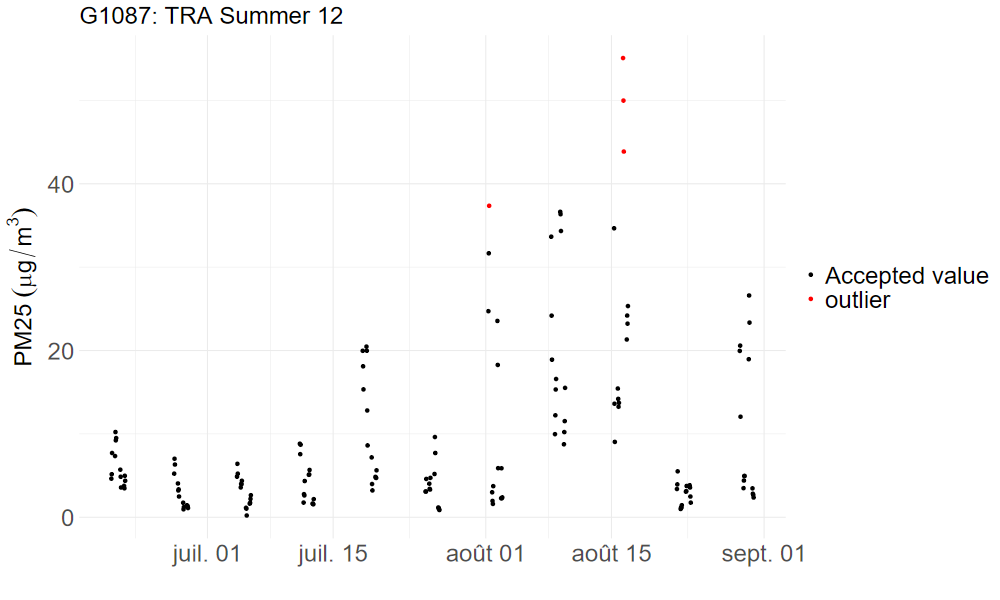 G1087: TRA Summer 12
PM25 (μg/m³)
40
20
0
juil. 01
juil. 15
août 01
août 15
sept. 01
Accepted value
outlier